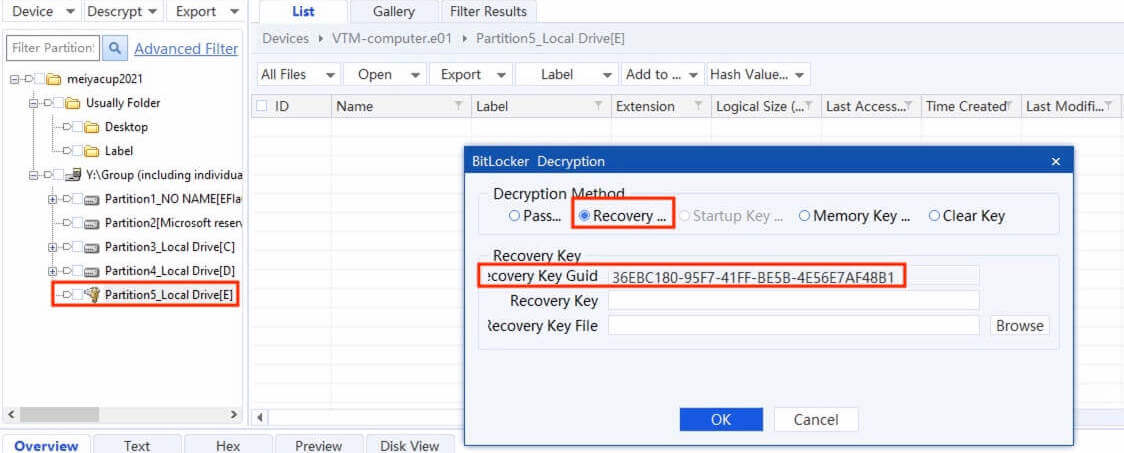 Device Descrypt Export
List Gallery Filter Results
Filter Partition: Advanced Filter
Devices VTM-computer.e01 Partition5_Local Drive[E]
All Files Open Export Label Add to ... Hash Value...
ID Name Label Extension Logical Size (... Last Access... Time Created Last Modifi...
meiyacup2021
Usually Folder
Desktop
Label
Y:\Group (including individua
Partition1_NO NAME[EFI
Partition2[Microsoft reser
Partition3_Local Drive[C]
Partition4_Local Drive[D]
Partition5_Local Drive[E]
BitLocker Decryption ×
Decryption Method
Pass... Recovery ... Startup Key ... Memory Key ... Clear Key
Recovery Key
ecovery Key Guid 36EBC180-95F7-41FF-BE5B-4E56E7AF48B1
Recovery Key
Recovery Key File Browse
OK Cancel
Overview Text Hex Preview Disk View